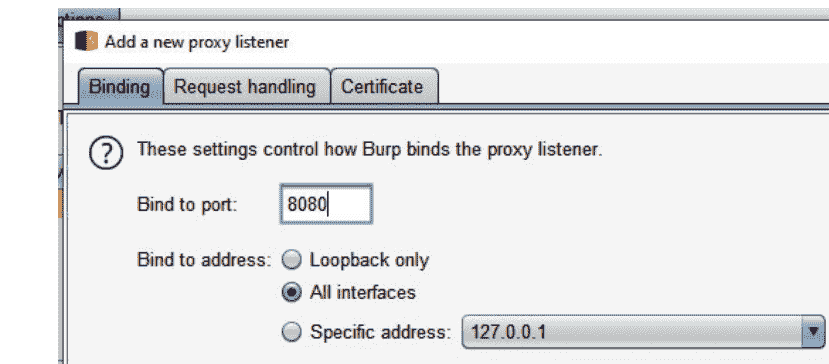 Add a new proxy listener
Binding Request handling Certificate
? These settings control how Burp binds the proxy listener.
Bind to port: 8080
Bind to address: Loopback only
All interfaces
Specific address: 127.0.0.1